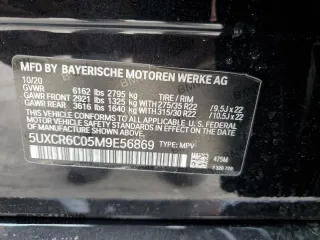 MFD BY BAYERISCHE MOTOREN WERKE AG
10/20
GVWR 6162 lbs 2795 kg TIRE / RIM
GAWR FRONT 2921 lbs 1325 kg WITH 275/35 R22 / 9.5J x 22
GAWR REAR 3616 lbs 1640 kg WITH 315/30 R22 / 10.5J x 22
THIS VEHICLE CONFORMS TO ALL APPLICABLE
U.S. FEDERAL MOTOR VEHICLE SAFETY STANDARDS
IN EFFECT ON THE DATE OF MANUFACTURE SHOWN ABOVE.
5UXCR6C05M9E56869 TYPE: MPV
475M